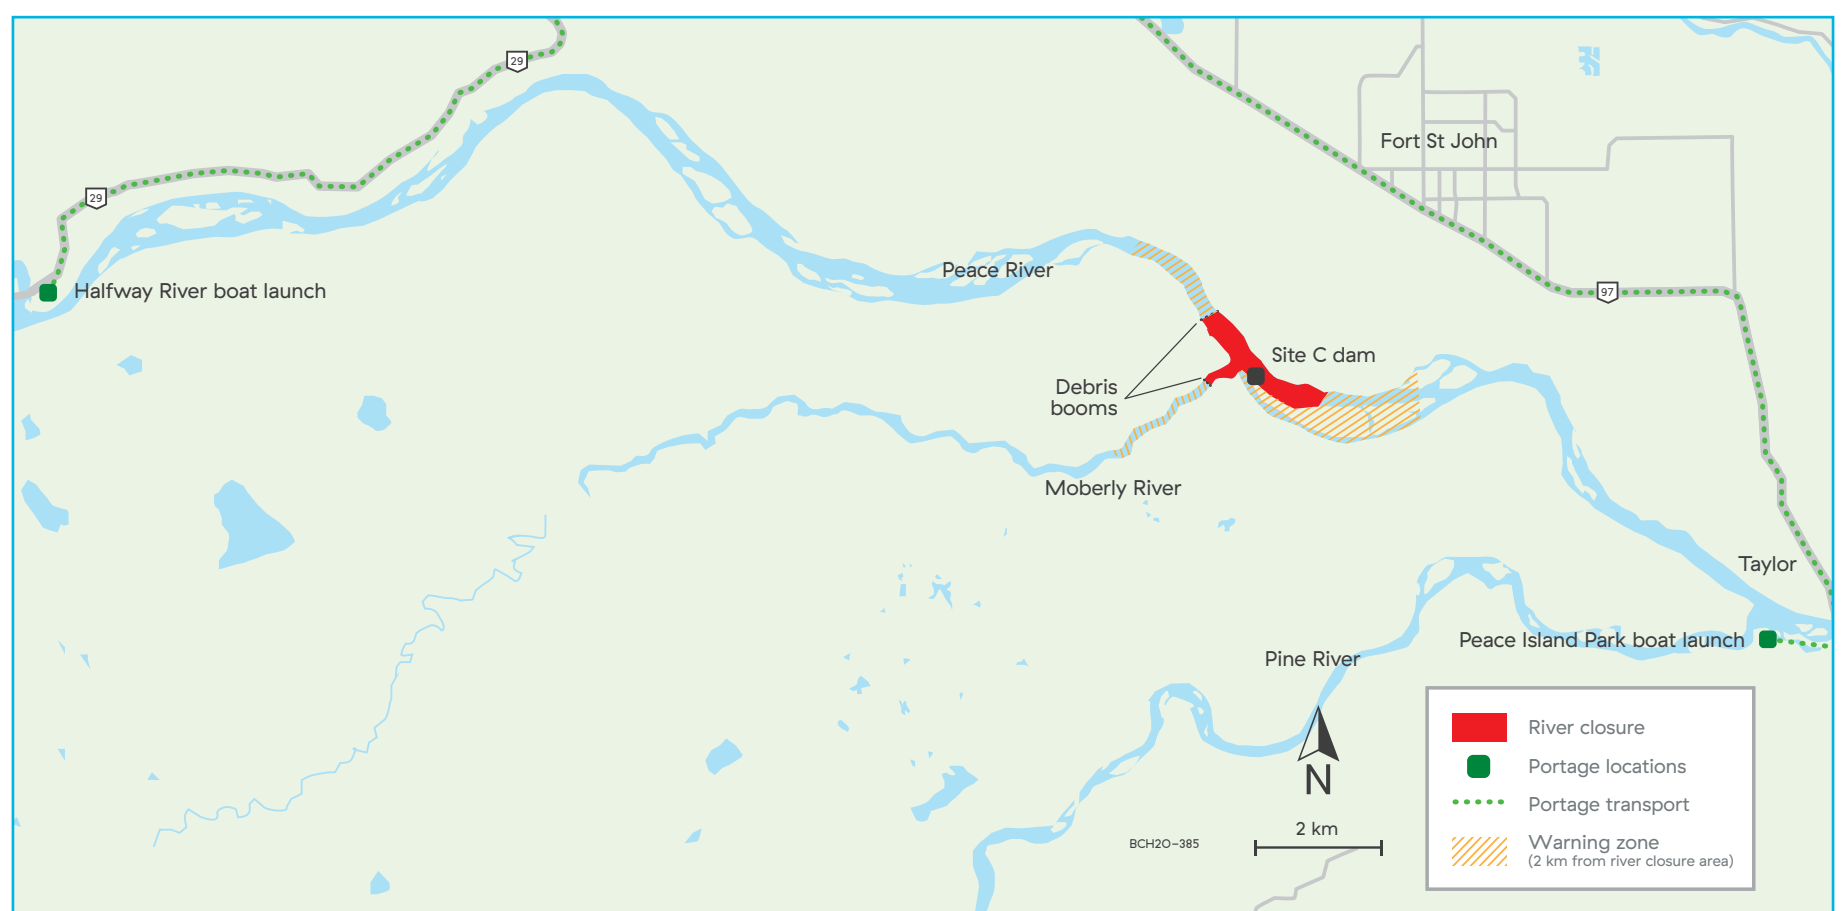 29
Fort St John
29
Peace River
Halfway River boat launch
97
Site C dam
Debris
booms
Moberly River
Taylor
Peace Island Park boat launch
Pine River
N
2 km
BCH20-385
River closure
Portage locations
Portage transport
Warning zone
(2 km from river closure area)